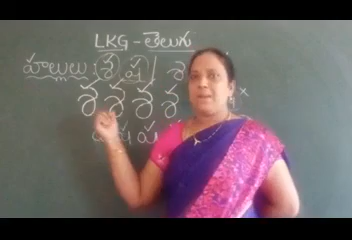 LKG - తెలుగు
హల్లులు: శ ష / శ
శ శ శ శ
ష ష